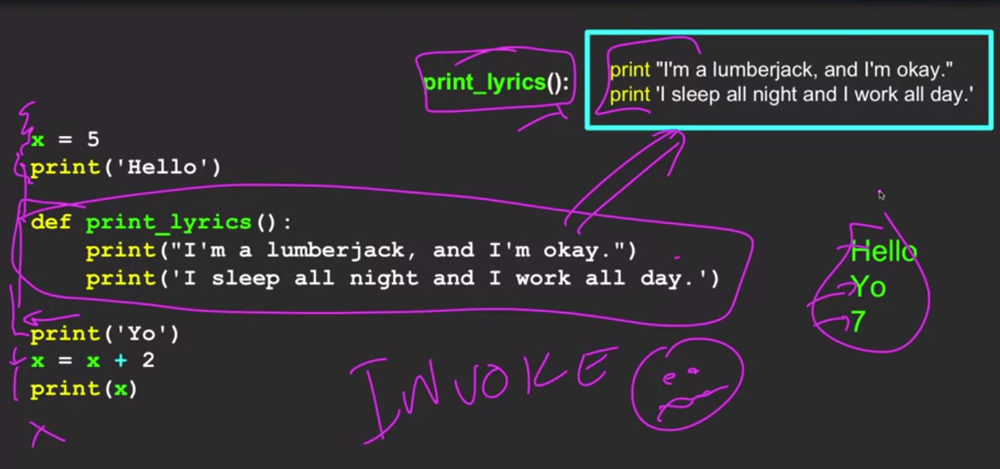 print_lyrics():
print "I'm a lumberjack, and I'm okay."
print 'I sleep all night and I work all day.'
x = 5
print('Hello')
def print_lyrics():
print("I'm a lumberjack, and I'm okay.")
print('I sleep all night and I work all day.')
print('Yo')
x = x + 2
print(x)
Hello
Yo
7
INVOKE